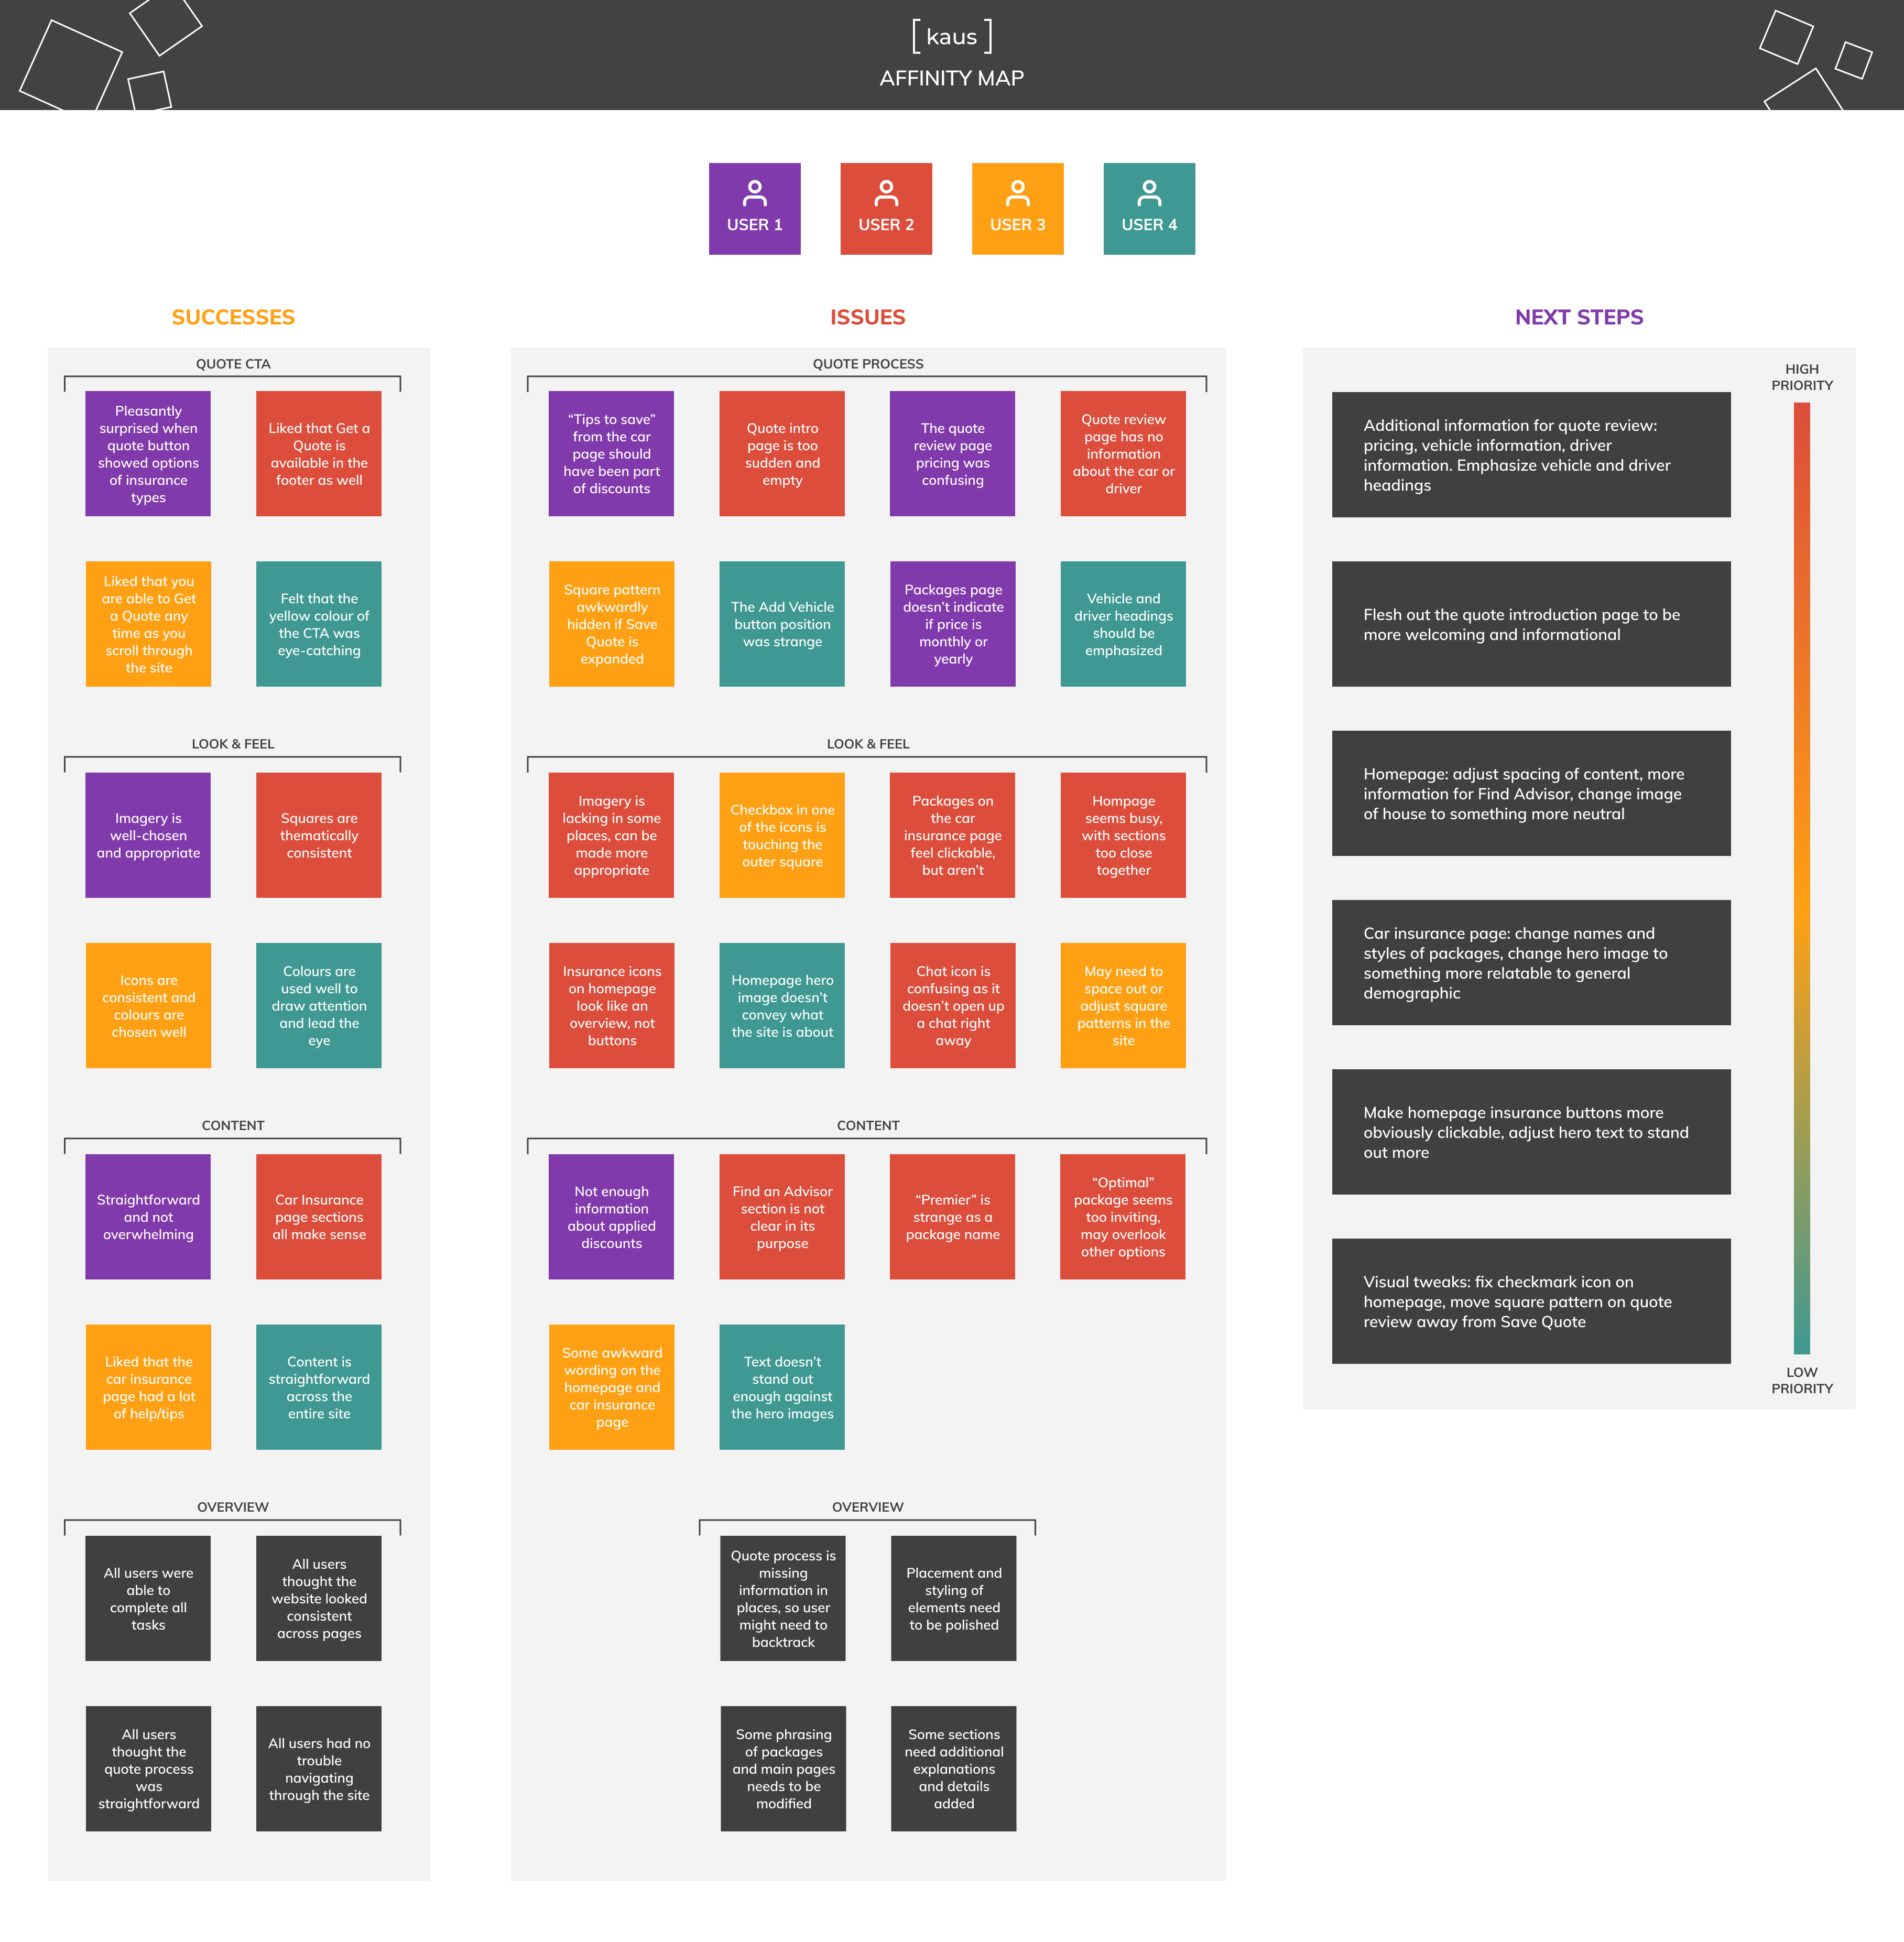 [ kaus ]
AFFINITY MAP
USER 1
USER 2
USER 3
USER 4
SUCCESSES
QUOTE CTA
Pleasantly
surprised when
quote button
showed options
of insurance
types
Liked that Get a
Quote is
available in the
footer as well
Liked that you
are able to Get
a Quote any
time as you
scroll through
the site
Felt that the
yellow colour of
the CTA was
eye-catching
LOOK & FEEL
Imagery is
well-chosen
and appropriate
Squares are
thematically
consistent
Icons are
consistent and
colours are
chosen well
Colours are
used well to
draw attention
and lead the
eye
CONTENT
Straightforward
and not
overwhelming
Car Insurance
page sections
all make sense
Liked that the
car insurance
page had a lot
of help/tips
Content is
straightforward
across the
entire site
OVERVIEW
All users were
able to
complete all
tasks
All users
thought the
website looked
consistent
across pages
All users
thought the
quote process
was
straightforward
All users had no
trouble
navigating
through the site
ISSUES
QUOTE PROCESS
“Tips to save”
from the car
page should
have been part
of discounts
Quote intro
page is too
sudden and
empty
The quote
review page
pricing was
confusing
Quote review
page has no
information
about the car or
driver
Square pattern
awkwardly
hidden if Save
Quote is
expanded
The Add Vehicle
button position
was strange
Packages page
doesn’t indicate
if price is
monthly or
yearly
Vehicle and
driver headings
should be
emphasized
LOOK & FEEL
Imagery is
lacking in some
places, can be
made more
appropriate
Checkbox in one
of the icons is
touching the
outer square
Packages on
the car
insurance page
feel clickable,
but aren’t
Hompage
seems busy,
with sections
too close
together
Insurance icons
on homepage
look like an
overview, not
buttons
Homepage hero
image doesn’t
convey what
the site is about
Chat icon is
confusing as it
doesn’t open up
a chat right
away
May need to
space out or
adjust square
patterns in the
site
CONTENT
Not enough
information
about applied
discounts
Find an Advisor
section is not
clear in its
purpose
“Premier” is
strange as a
package name
“Optimal”
package seems
too inviting,
may overlook
other options
Some awkward
wording on the
homepage and
car insurance
page
Text doesn’t
stand out
enough against
the hero images
OVERVIEW
Quote process is
missing
information in
places, so user
might need to
backtrack
Placement and
styling of
elements need
to be polished
Some phrasing
of packages
and main pages
needs to be
modified
Some sections
need additional
explanations
and details
added
NEXT STEPS
HIGH
PRIORITY
Additional information for quote review:
pricing, vehicle information, driver
information. Emphasize vehicle and driver
headings
Flesh out the quote introduction page to be
more welcoming and informational
Homepage: adjust spacing of content, more
information for Find Advisor, change image
of house to something more neutral
Car insurance page: change names and
styles of packages, change hero image to
something more relatable to general
demographic
Make homepage insurance buttons more
obviously clickable, adjust hero text to stand
out more
Visual tweaks: fix checkmark icon on
homepage, move square pattern on quote
review away from Save Quote
LOW
PRIORITY